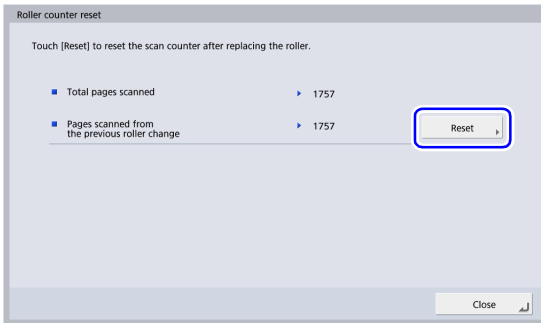 Roller counter reset
Touch [Reset] to reset the scan counter after replacing the roller.
Total pages scanned 1757
Pages scanned from
the previous roller change 1757
Reset
Close